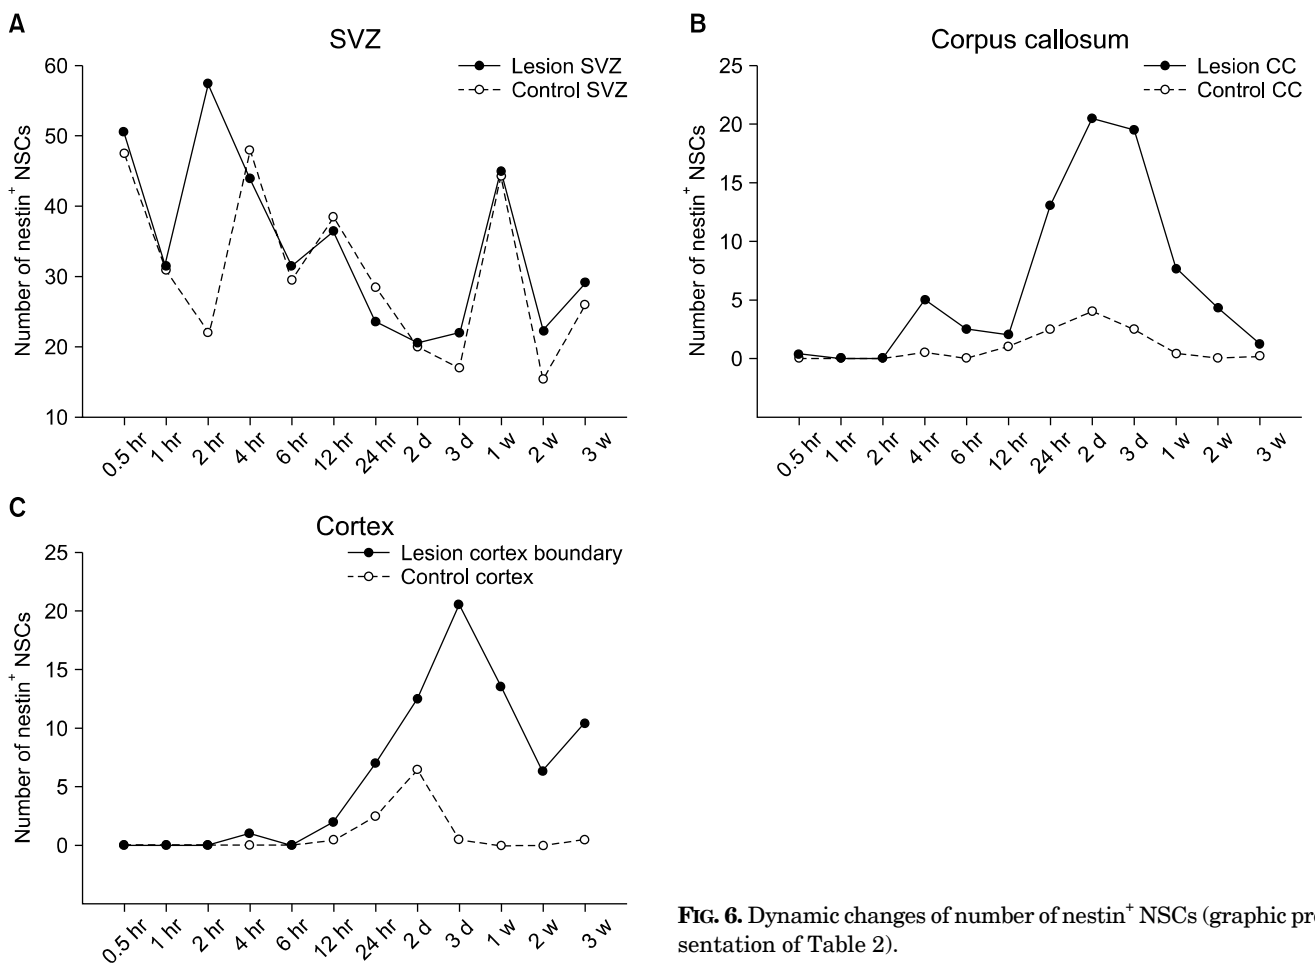 A
SVZ
Lesion SVZ
Control SVZ
Number of nestin+ NSCs
60
50
40
30
20
10
0.5 hr
1 hr
2 hr
4 hr
6 hr
12 hr
24 hr
2 d
3 d
1 w
2 w
3 w
B
Corpus callosum
Lesion CC
Control CC
Number of nestin+ NSCs
25
20
15
10
5
0
0.5 hr
1 hr
2 hr
4 hr
6 hr
12 hr
24 hr
2 d
3 d
1 w
2 w
3 w
C
Cortex
Lesion cortex boundary
Control cortex
Number of nestin+ NSCs
25
20
15
10
5
0
0.5 hr
1 hr
2 hr
4 hr
6 hr
12 hr
24 hr
2 d
3 d
1 w
2 w
3 w
FIG. 6. Dynamic changes of number of nestin+ NSCs (graphic pre
sentation of Table 2).